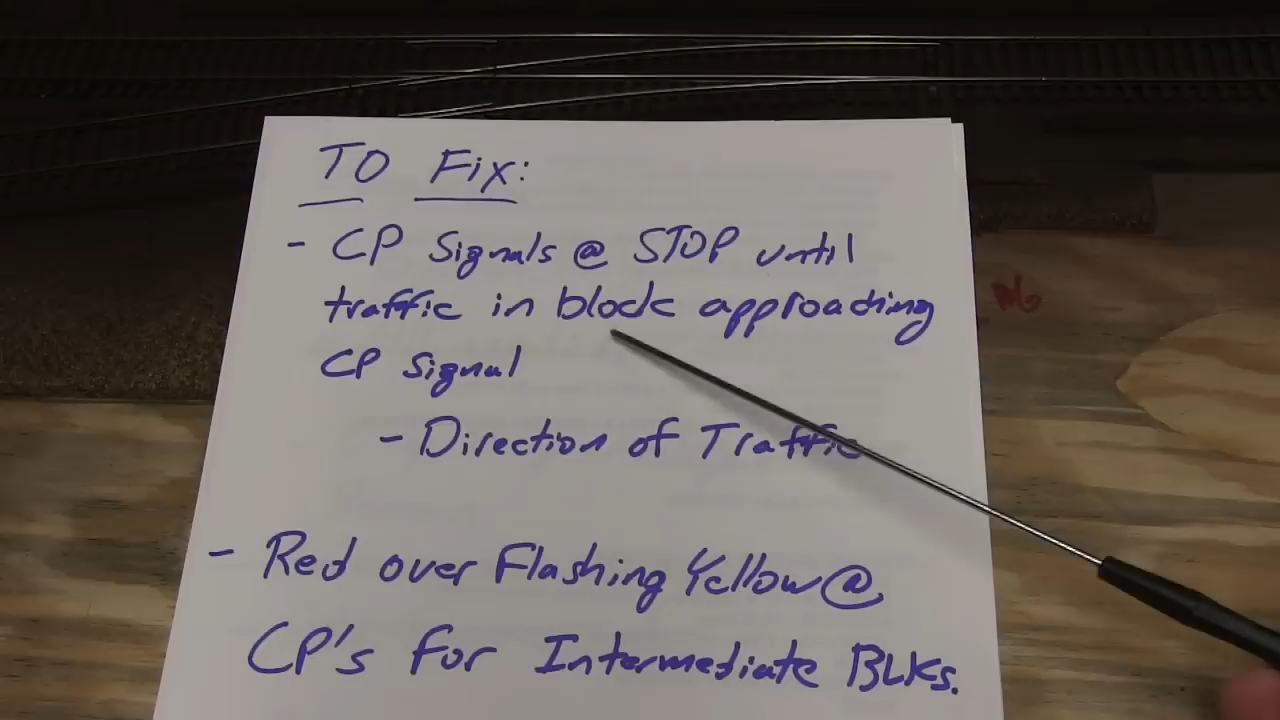 TO Fix:
- CP Signals @ STOP until
traffic in block approaching
CP Signal
- Direction of Traffic
- Red over Flashing Yellow @
CP's for Intermediate BLKs.